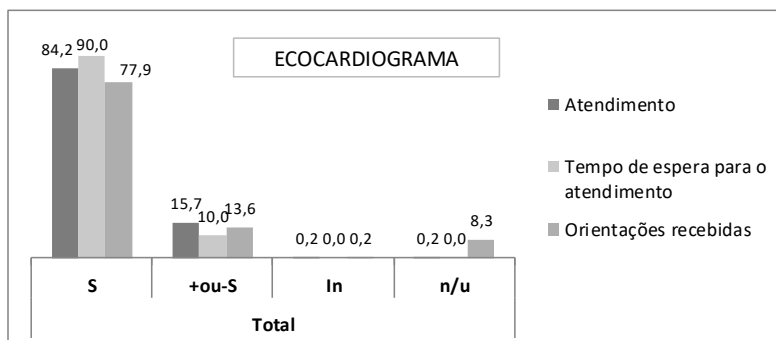 ECOCARDIOGRAMA
84,2 90,0 77,9
15,7 10,0 13,6
0,2 0,0 0,2
0,2 0,0 8,3
S +ou-S In n/u
Total
Atendimento
Tempo de espera para o
atendimento
Orientações recebidas